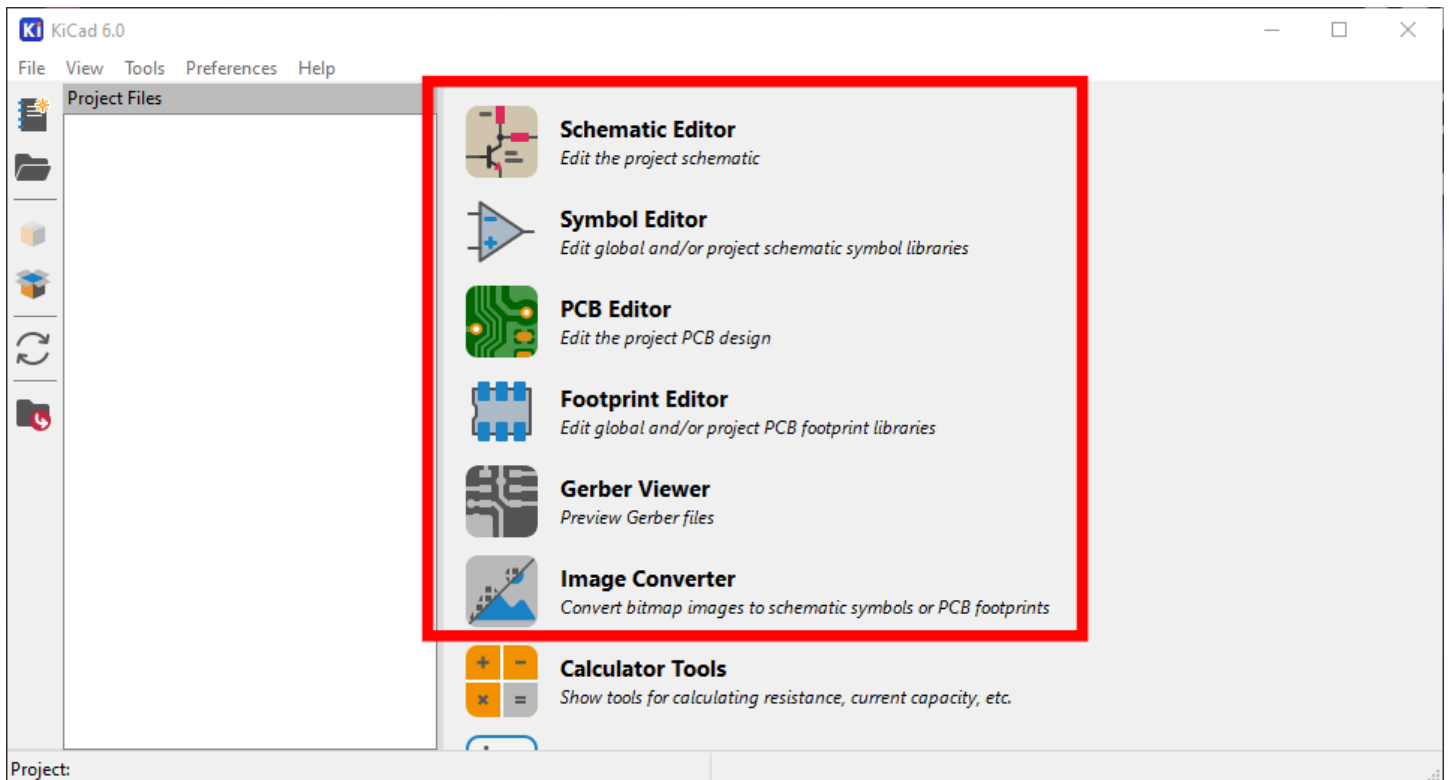 KiCad 6.0
File View Tools Preferences Help
Project Files
Schematic Editor
Edit the project schematic
Symbol Editor
Edit global and/or project schematic symbol libraries
PCB Editor
Edit the project PCB design
Footprint Editor
Edit global and/or project PCB footprint libraries
Gerber Viewer
Preview Gerber files
Image Converter
Convert bitmap images to schematic symbols or PCB footprints
Calculator Tools
Show tools for calculating resistance, current capacity, etc.
Project: